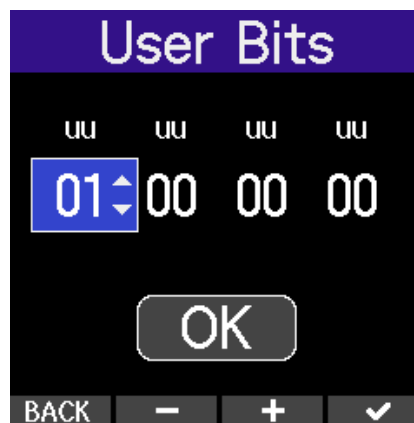 User Bits
uu uu uu uu
01 00 00 00
OK
BACK − + ✓